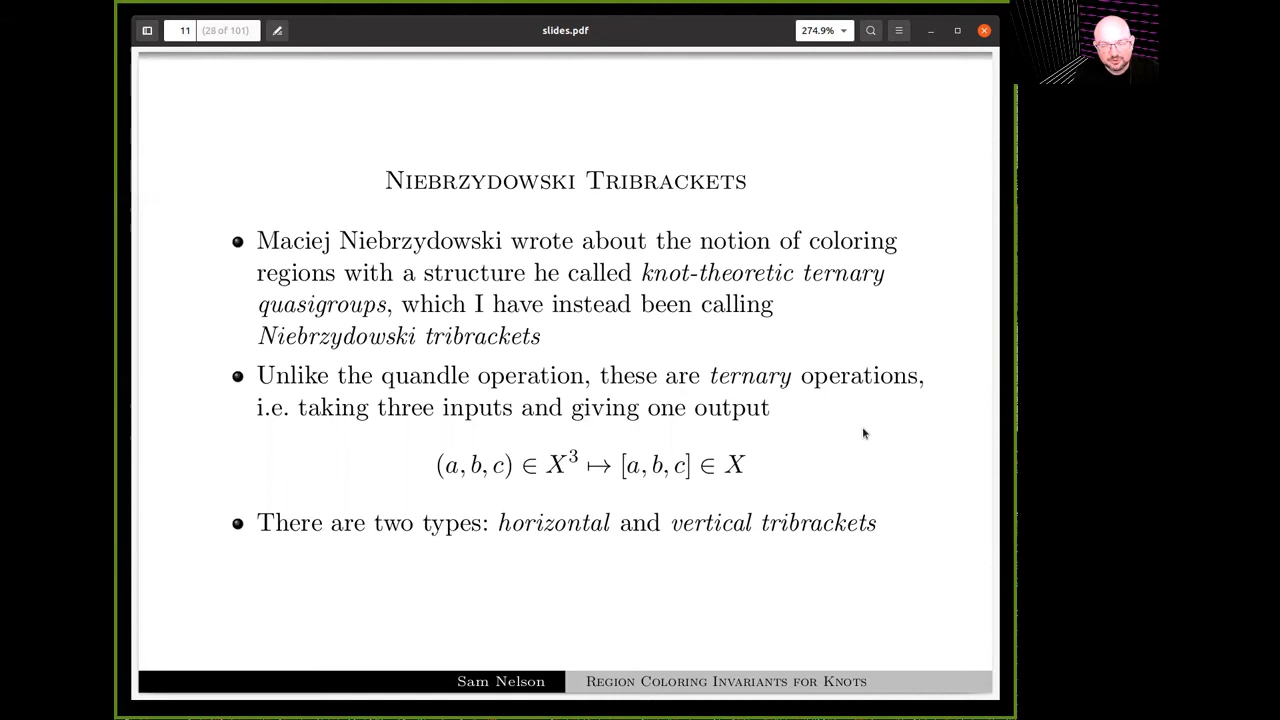 11 (28 of 101) slides.pdf 274.9%
Niebrzydowski Tribrackets
Maciej Niebrzydowski wrote about the notion of coloring
regions with a structure he called knot-theoretic ternary
quasigroups, which I have instead been calling
Niebrzydowski tribrackets
Unlike the quandle operation, these are ternary operations,
i.e. taking three inputs and giving one output
(a, b, c) ∈ X³ ↦ [a, b, c] ∈ X
There are two types: horizontal and vertical tribrackets
Sam Nelson Region Coloring Invariants for Knots